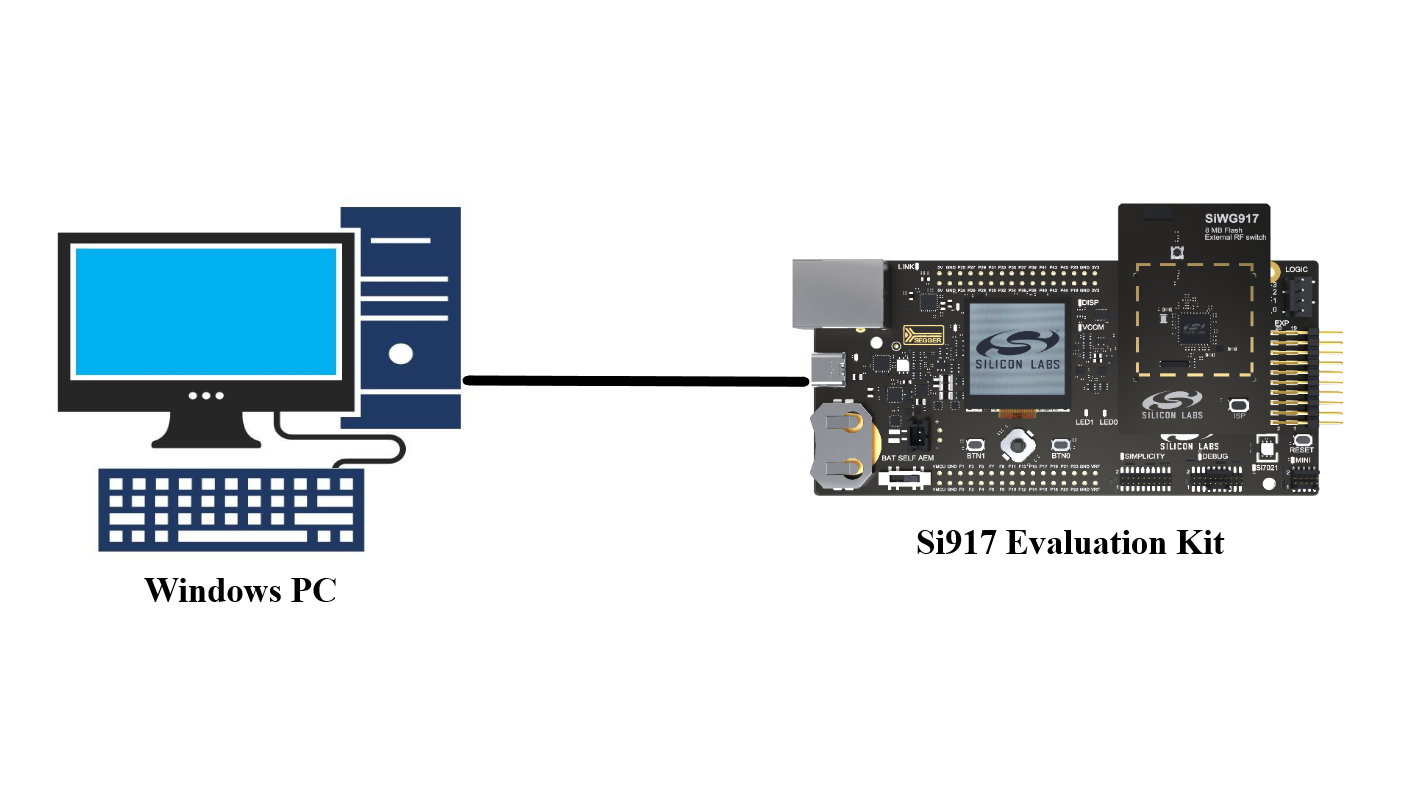 SiWG917
8 MB Flash
External RF switch
LINK
LOGIC
DISP
EXP
VCOM
SEGGER
SILICON LABS
SILICON LABS
ISP
LED1 LED0
SILICON LABS
BTN1
BTN0
RESET
BAT SELF AEM
SIMPLICITY
DEBUG
MINI
Si7021
Si917 Evaluation Kit
Windows PC